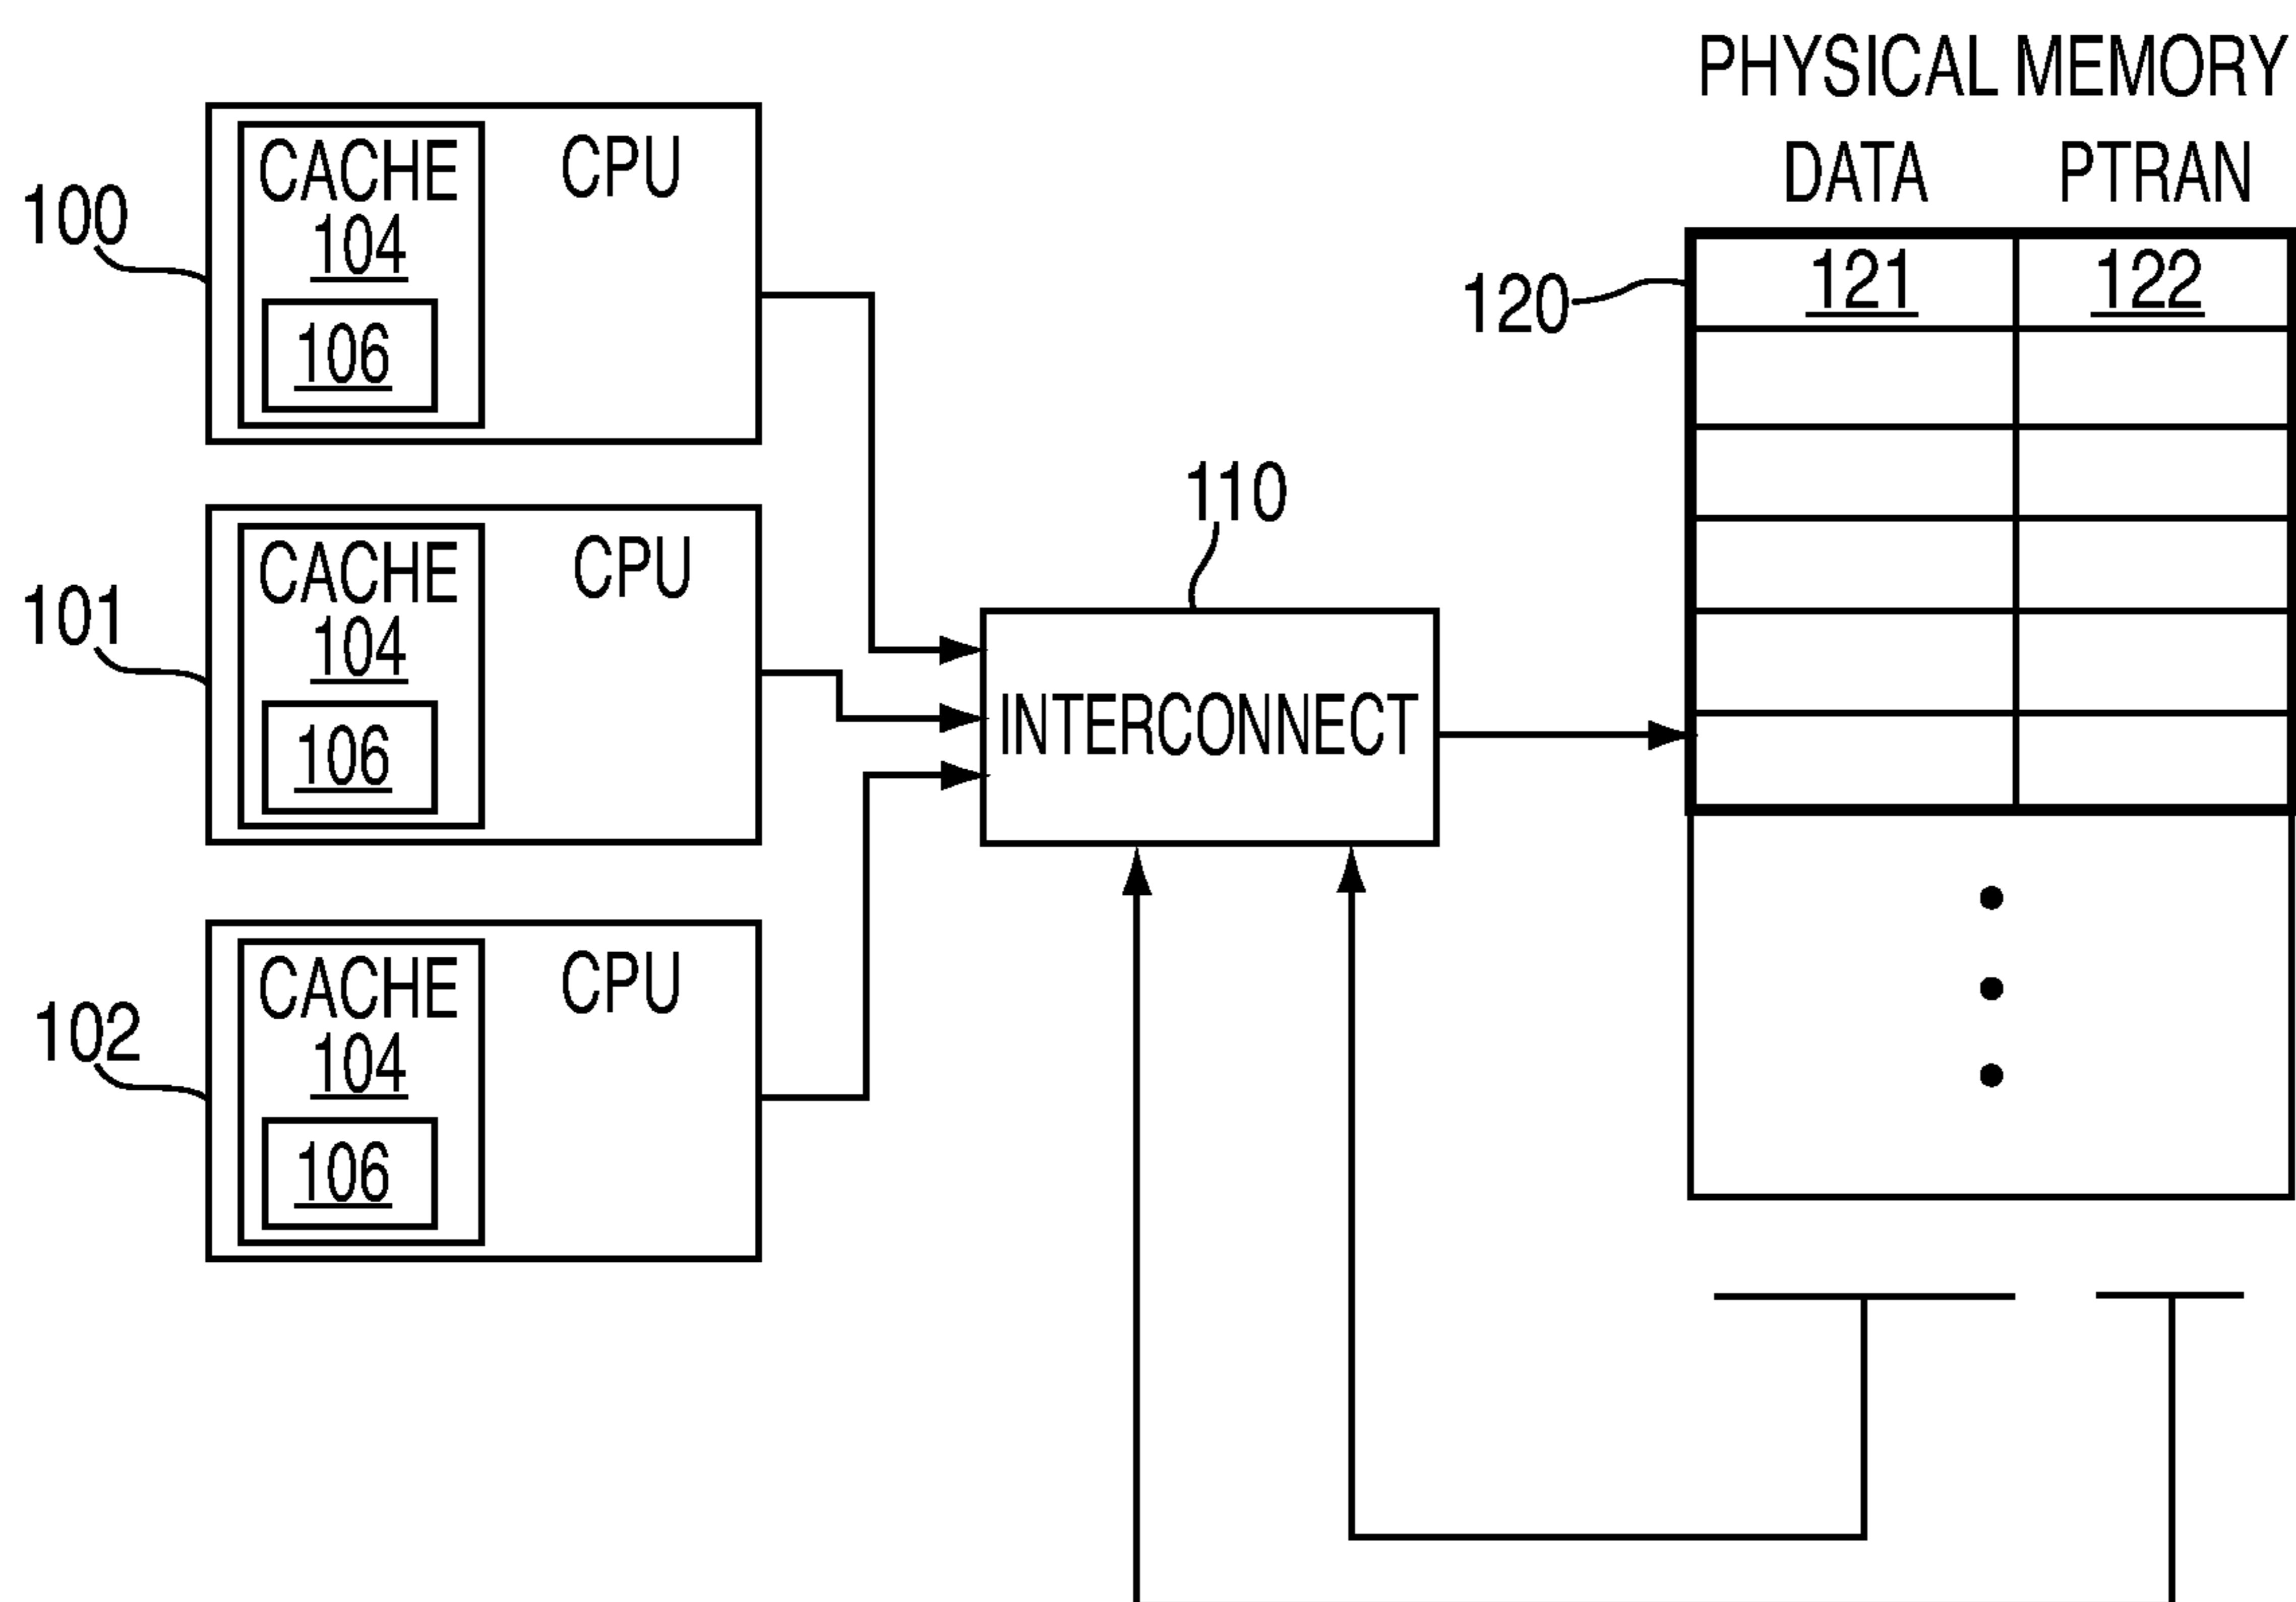 PHYSICAL MEMORY
DATA PTRAN
121 122
120
100
CACHE CPU
104
106
101
CACHE CPU
104
106
102
CACHE CPU
104
106
110
INTERCONNECT